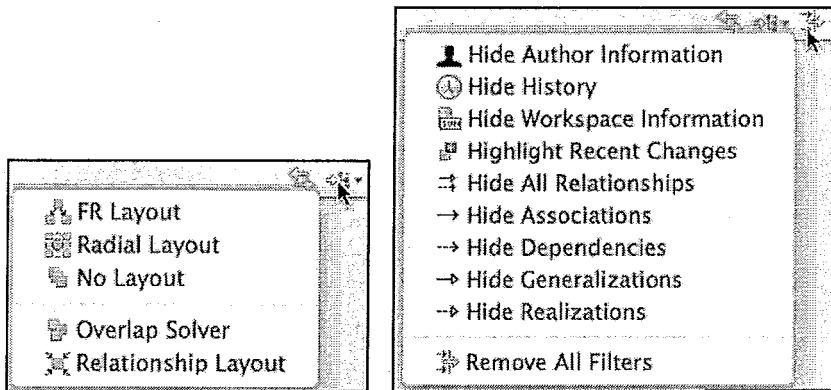 FR Layout
Radial Layout
No Layout
Overlap Solver
Relationship Layout
Hide Author Information
Hide History
Hide Workspace Information
Highlight Recent Changes
Hide All Relationships
Hide Associations
Hide Dependencies
Hide Generalizations
Hide Realizations
Remove All Filters